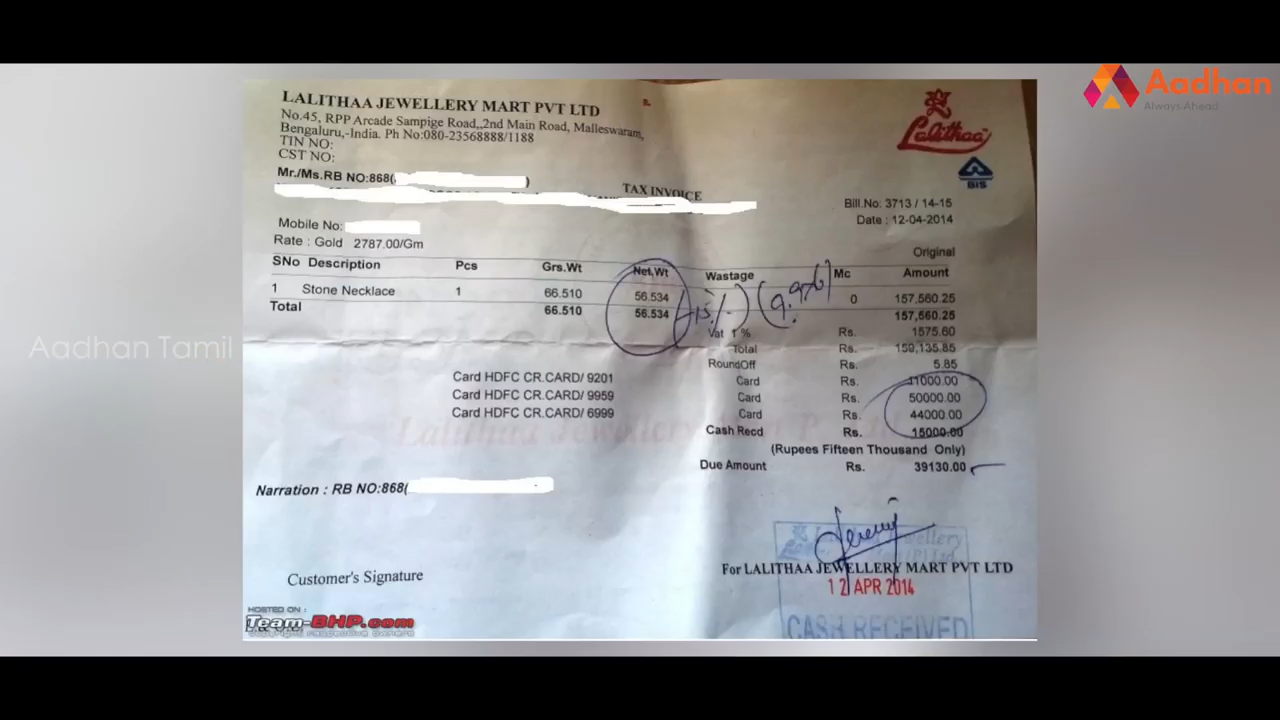 Aadhan
Always Ahead
Aadhan Tamil
LALITHAA JEWELLERY MART PVT LTD
No.45, RPP Arcade Sampige Road,,2nd Main Road, Malleswaram,
Bengaluru,-India. Ph No:080-23568888/1188
TIN NO:
CST NO:
Lalithaa
BIS
Mr./Ms.RB NO:868( )
TAX INVOICE
Bill.No: 3713 / 14-15
Date : 12-04-2014
Mobile No:
Rate : Gold 2787.00/Gm
Original
SNo Description Pcs Grs.Wt Net.Wt Wastage Mc Amount
1 Stone Necklace 1 66.510 56.534 15% 0 157,560.25
Total 66.510 56.534 157,560.25
Vat 1 % Rs. 1575.60
Total Rs. 159,135.85
RoundOff 5.85
Card HDFC CR.CARD/ 9201 Card Rs. 11000.00
Card HDFC CR.CARD/ 9959 Card Rs. 50000.00
Card HDFC CR.CARD/ 6999 Card Rs. 44000.00
Cash Recd Rs. 15000.00
(Rupees Fifteen Thousand Only)
Due Amount Rs. 39130.00
Narration : RB NO:868(
Lalithaa Jewellery
For LALITHAA JEWELLERY MART PVT LTD
12 APR 2014
CASH RECEIVED
Customer's Signature
HOSTED ON :
Team-BHP.com